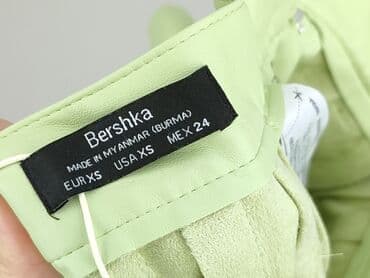 Bershka
MADE IN MYANMAR (BURMA)
EUR XS USA XS MEX 24